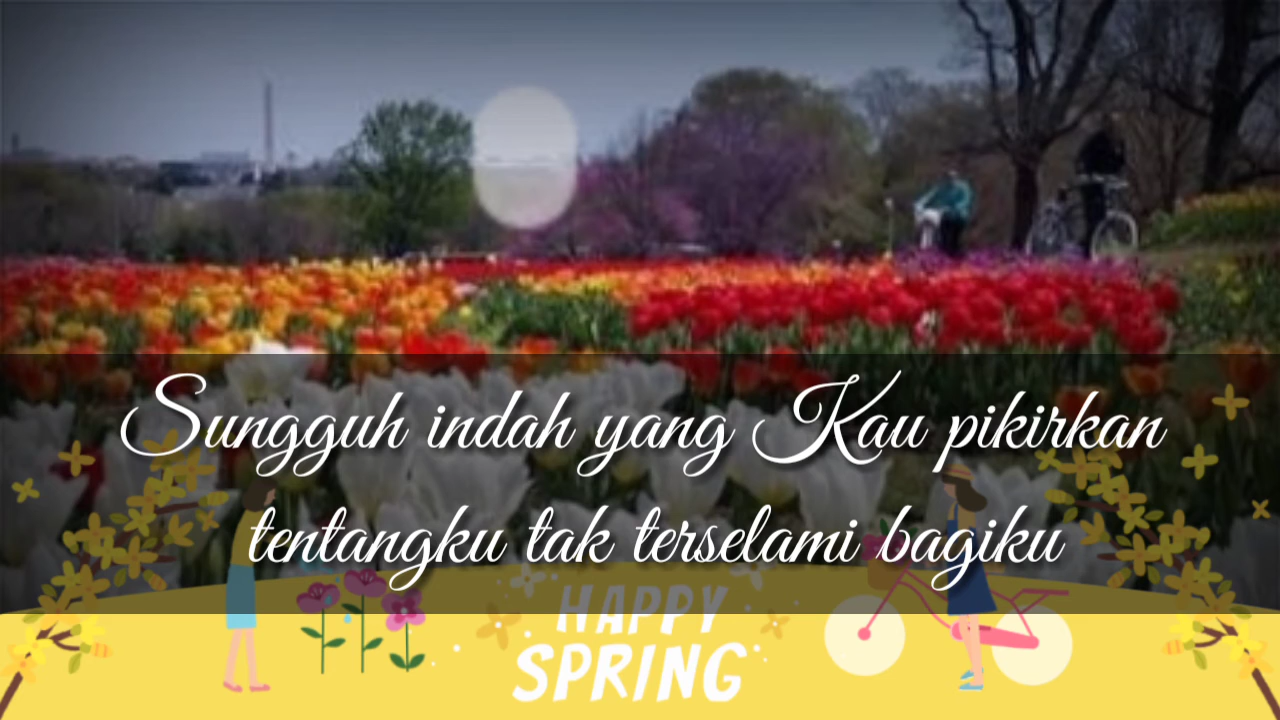 Sungguh indah yang Kau pikirkan
tentangku tak terselami bagiku
HAPPY
SPRING